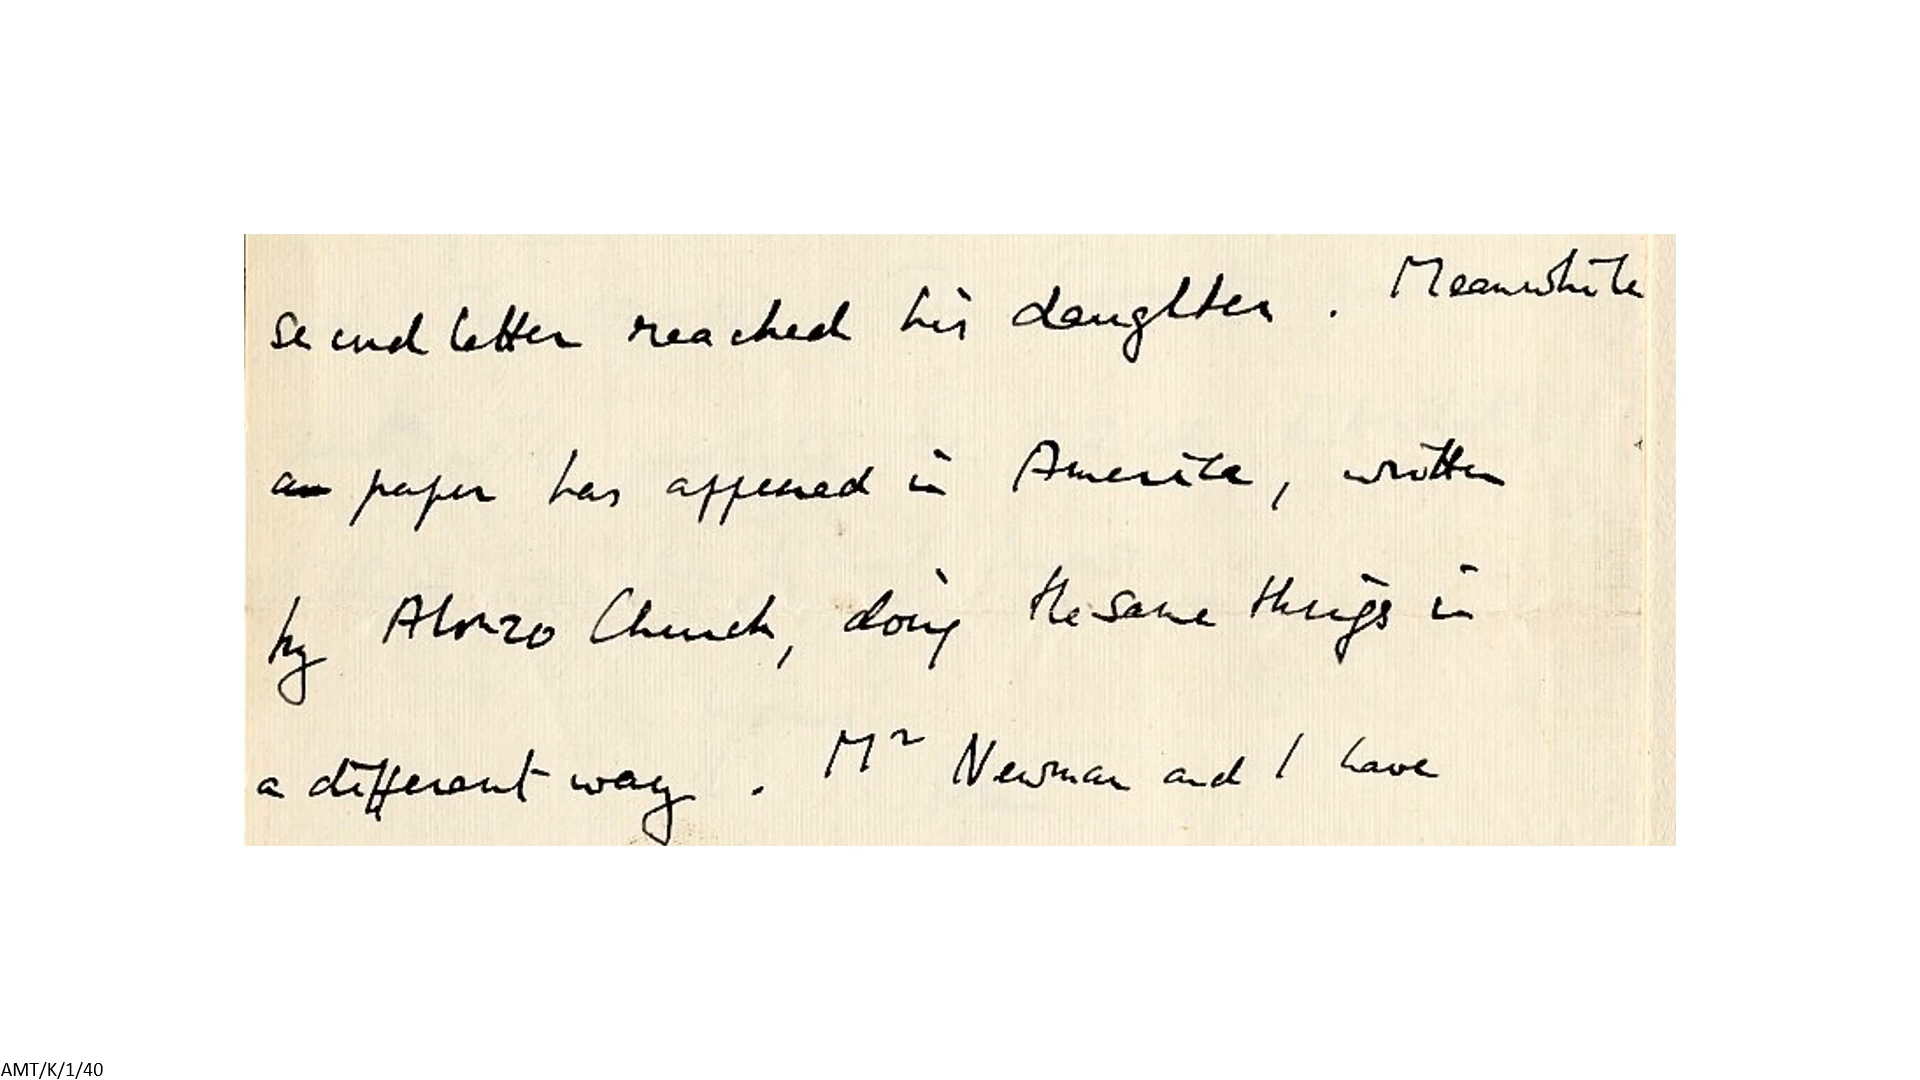 second letter reached his daughter. Meanwhile
a paper has appeared in America, written
by Alonzo Church, doing the same things in
a different way. Mr Newman and I have
AMT/K/1/40